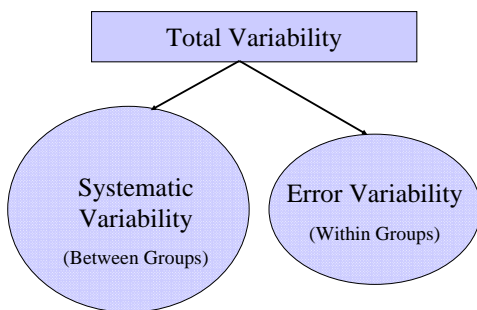 Total Variability
Systematic
Variability
(Between Groups)
Error Variability
(Within Groups)